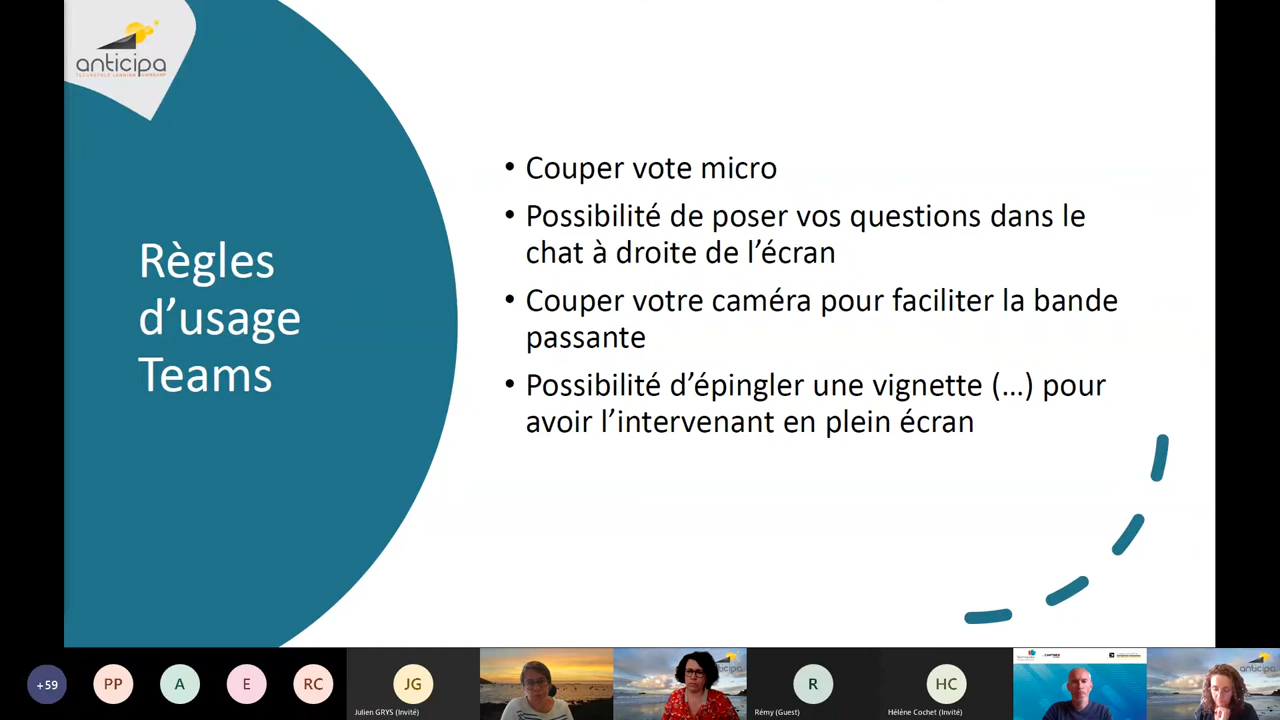 anticipa
Règles
d’usage
Teams
• Couper vote micro
• Possibilité de poser vos questions dans le
chat à droite de l’écran
• Couper votre caméra pour faciliter la bande
passante
• Possibilité d’épingler une vignette (...) pour
avoir l’intervenant en plein écran
+59
PP
A
E
RC
JG
Julien GRYS (Invité)
anticipa
R
Rémy (Guest)
HC
Hélène Cochet (Invité)
anticipa